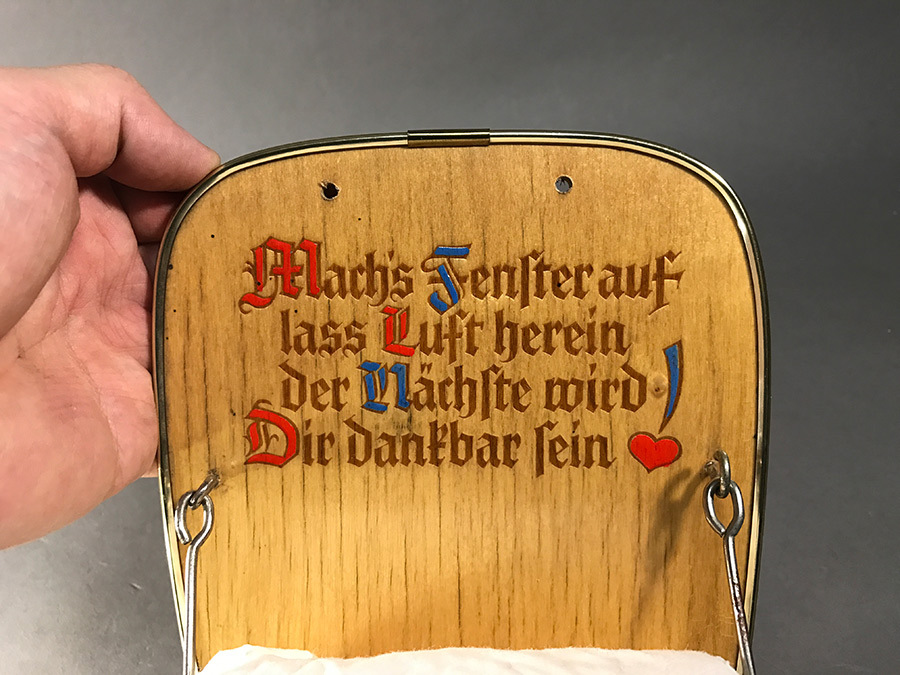 Mach's Fenſter auf
lass Luft herein
der Nächſte wird!
Dir dankbar ſein